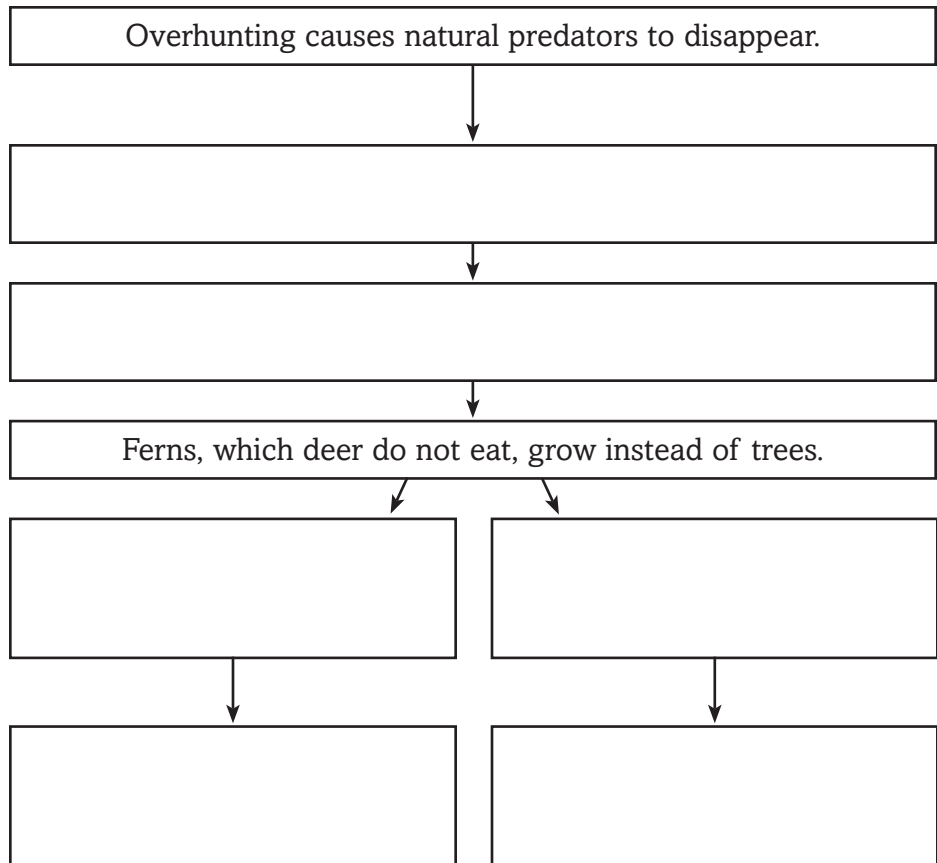 Overhunting causes natural predators to disappear.
Ferns, which deer do not eat, grow instead of trees.